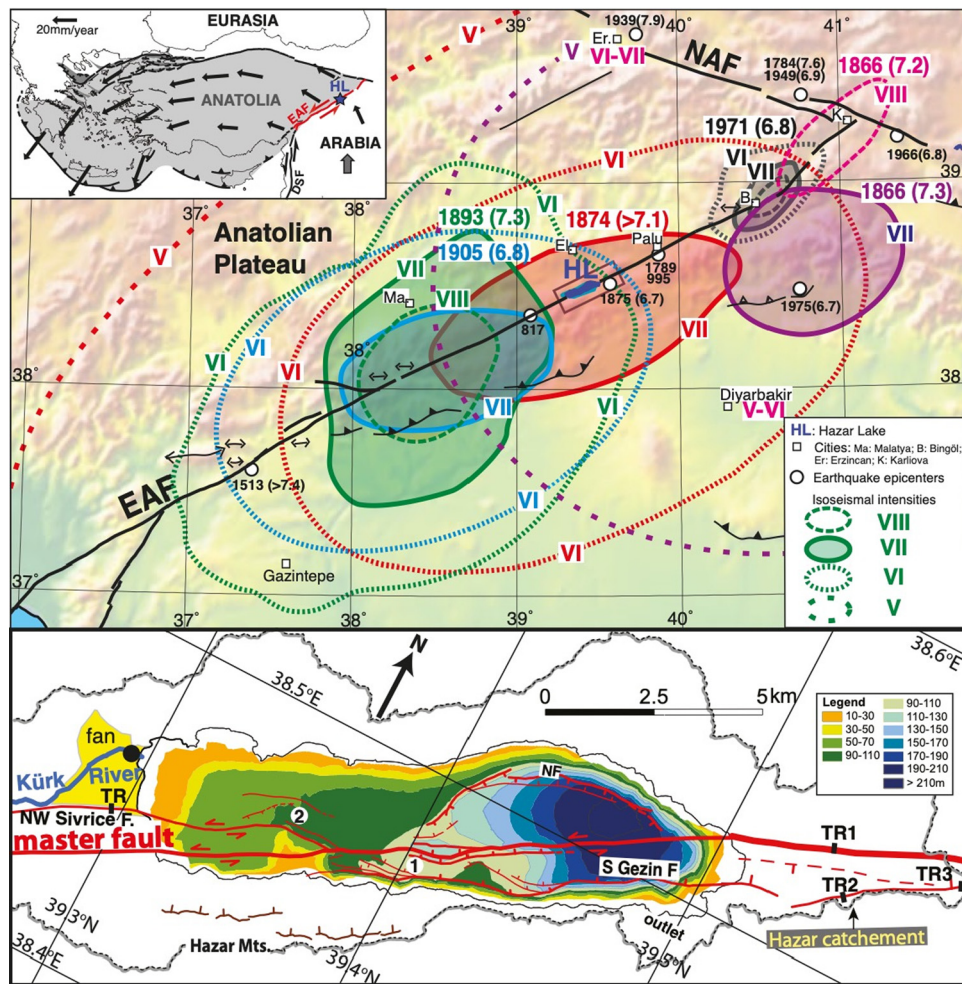 20mm/year
EURASIA
ANATOLIA
HL
EAF
ARABIA
DSF
39
40
41
1939(7.9)
Er.
VI-VII
V
V
NAF
1784(7.6)
1949(6.9)
1866 (7.2)
VIII
K
1971 (6.8)
VI
VII
1966(6.8)
39
B
1866 (7.3)
VII
1975(6.7)
37
38
VI
VI
Anatolian
Plateau
1893 (7.3)
1905 (6.8)
1874 (>7.1)
VII
El.
Palu
HL
1789
995
Ma
VIII
1875 (6.7)
817
V
VI
VI
VI
38
38
VII
VII
VI
38
Diyarbakir
V-VI
1513 (>7.4)
EAF
VI
VI
VI
Gazintepe
37
37
38
39
40
HL: Hazar Lake
Cities: Ma: Malatya; B: Bingöl;
Er: Erzincan; K: Karliova
Earthquake epicenters
Isoseismal intensities
VIII
VII
VI
V
N
38.5°E
38.6°E
0 2.5 5km
Legend
10-30
30-50
50-70
90-110
90-110
110-130
130-150
150-170
170-190
190-210
> 210m
fan
Kürk
River
TR
NW Sivrice F.
master fault
2
NF
1
S Gezin F
TR1
TR2
TR3
outlet
Hazar catchement
Hazar Mts.
39.3°N
38.4°E
39.4°N
39.5°N